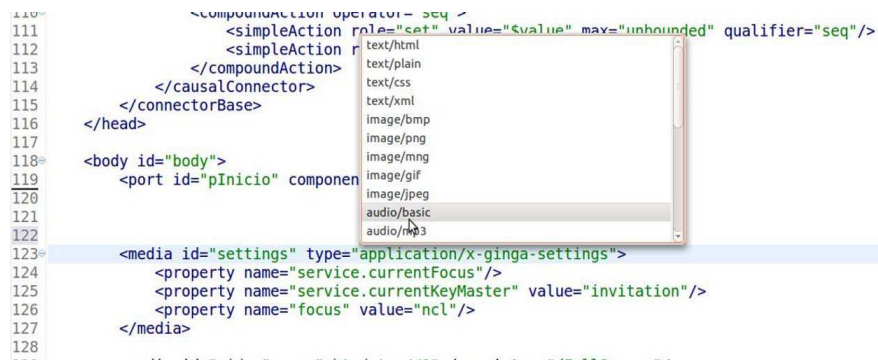 110 <compoundAction operator="seq">
111 <simpleAction role="set" value="$value" max="unbounded" qualifier="seq"/>
112 <simpleAction r
113 </compoundAction>
114 </causalConnector>
115 </connectorBase>
116 </head>
117
118 <body id="body">
119 <port id="pInicio" componen
120
121
122
123 <media id="settings" type="application/x-ginga-settings">
124 <property name="service.currentFocus"/>
125 <property name="service.currentKeyMaster" value="invitation"/>
126 <property name="focus" value="ncl"/>
127 </media>
128
text/html
text/plain
text/css
text/xml
image/bmp
image/png
image/mng
image/gif
image/jpeg
audio/basic
audio/mp3